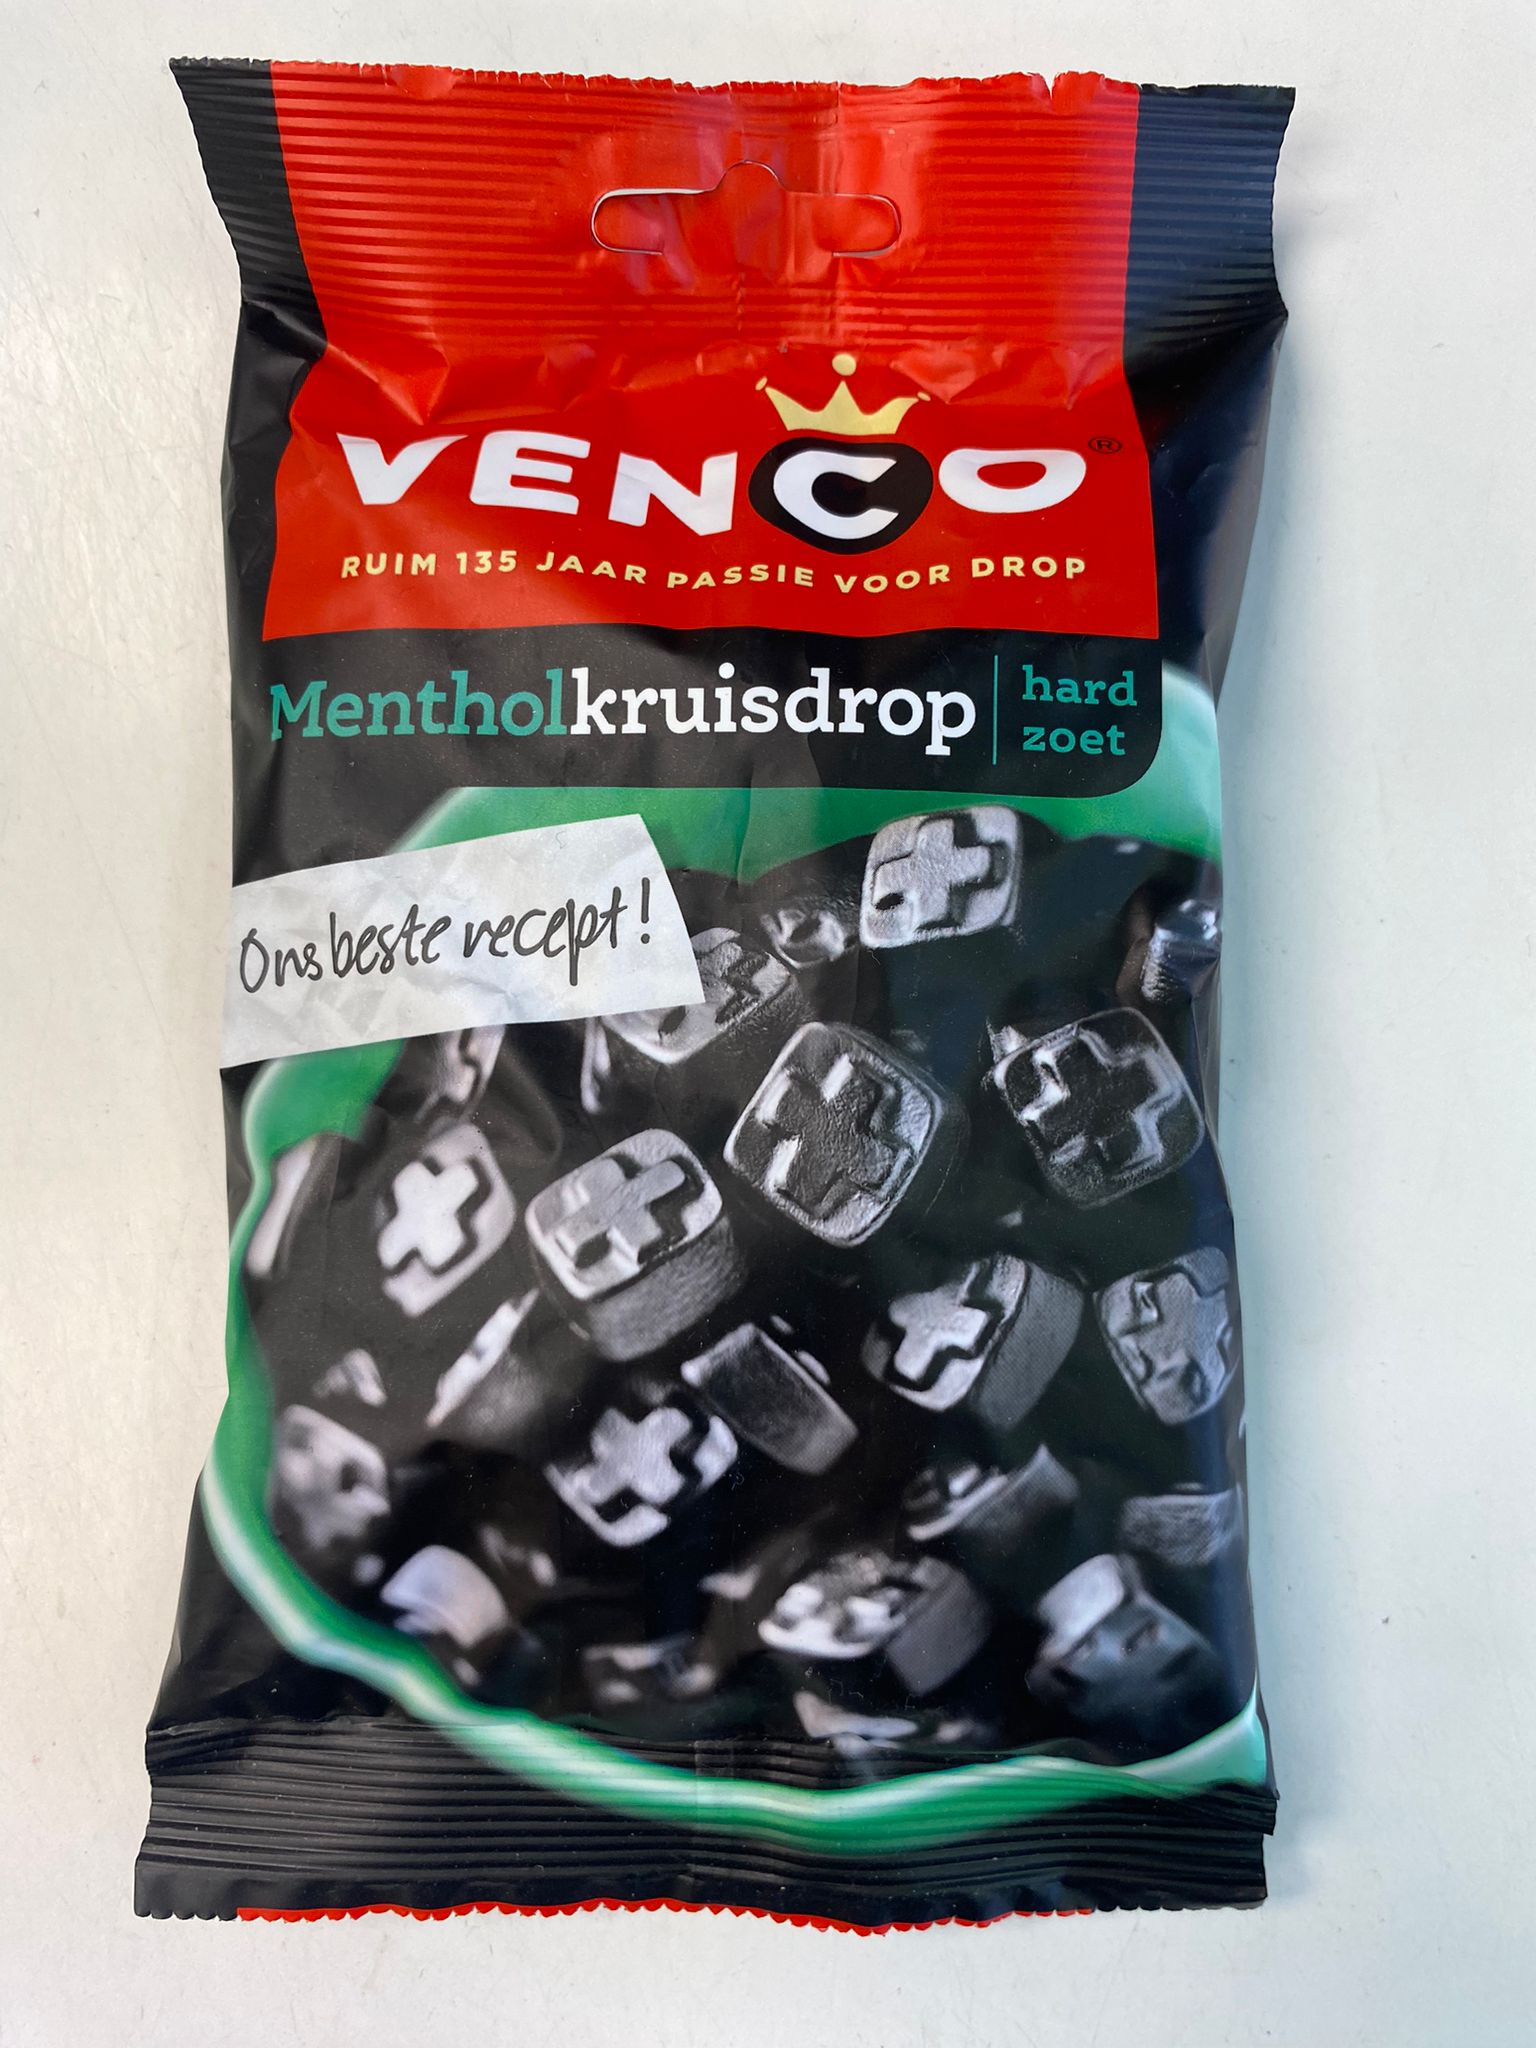 VENCO®
RUIM 135 JAAR PASSIE VOOR DROP
Mentholkruisdrop
hard
zoet
Ons beste recept!